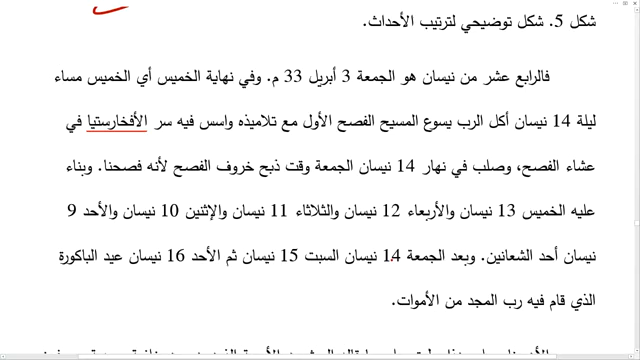 شكل 5. شكل توضيحي لترتيب الأحداث.
فالرابع عشر من نيسان هو الجمعة 3 أبريل 33 م. وفي نهاية الخميس أي الخميس مساء
ليلة 14 نيسان أكل الرب يسوع المسيح الفصح الأول مع تلاميذه واسس فيه سر الأفخارستيا في
عشاء الفصح، وصلب في نهار 14 نيسان الجمعة وقت ذبح خروف الفصح لأنه فصحنا. وبناء
عليه الخميس 13 نيسان والأربعاء 12 نيسان والثلاثاء 11 نيسان والإثنين 10 نيسان والأحد 9
نيسان أحد الشعانين. وبعد الجمعة 14 نيسان السبت 15 نيسان ثم الأحد 16 نيسان عيد الباكورة
الذي قام فيه رب المجد من الأموات.